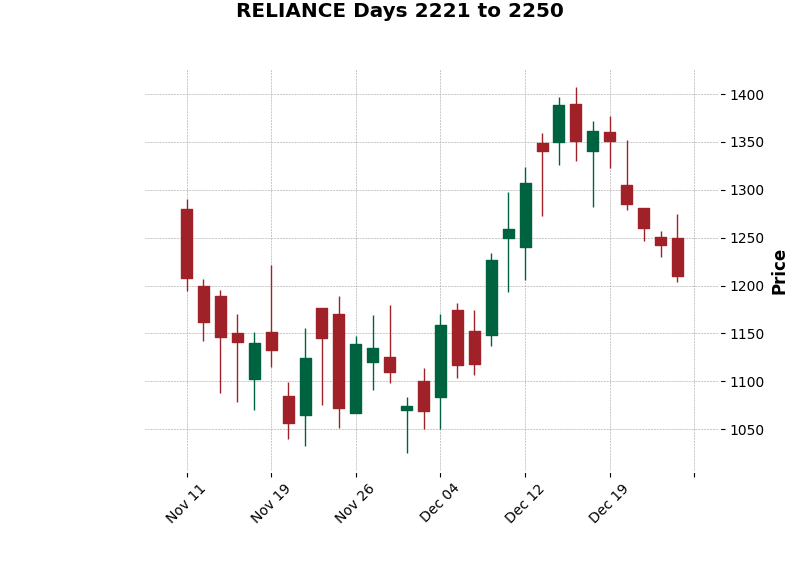 RELIANCE Days 2221 to 2250
1400
1350
1300
1250
1200
1150
1100
1050
Price
Nov 11
Nov 19
Nov 26
Dec 04
Dec 12
Dec 19